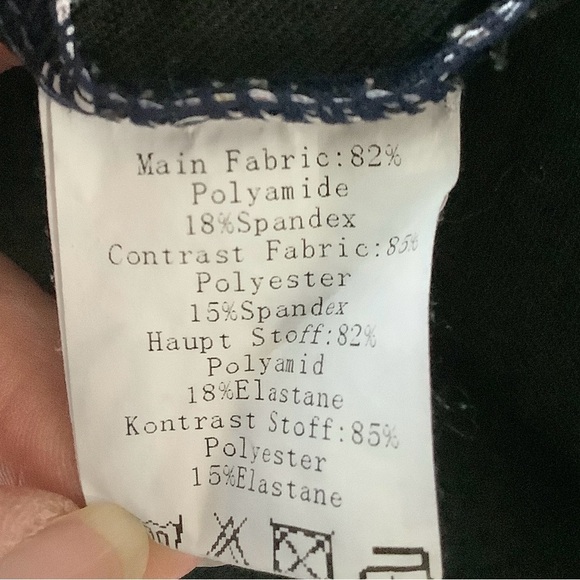 Main Fabric:82%
Polyamide
18%Spandex
Contrast Fabric:85%
Polyester
15%Spandex
Haupt Stoff:82%
Polyamid
18%Elastane
Kontrast Stoff:85%
Polyester
15%Elastane